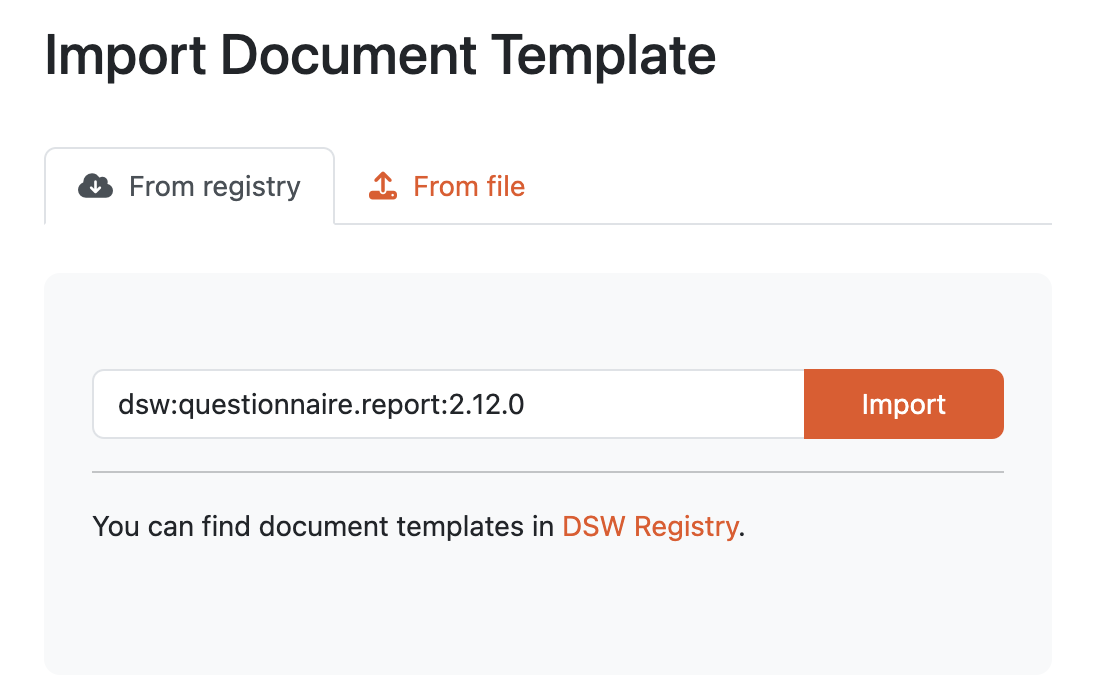 Import Document Template
From registry
From file
dsw:questionnaire.report:2.12.0
Import
You can find document templates in DSW Registry.